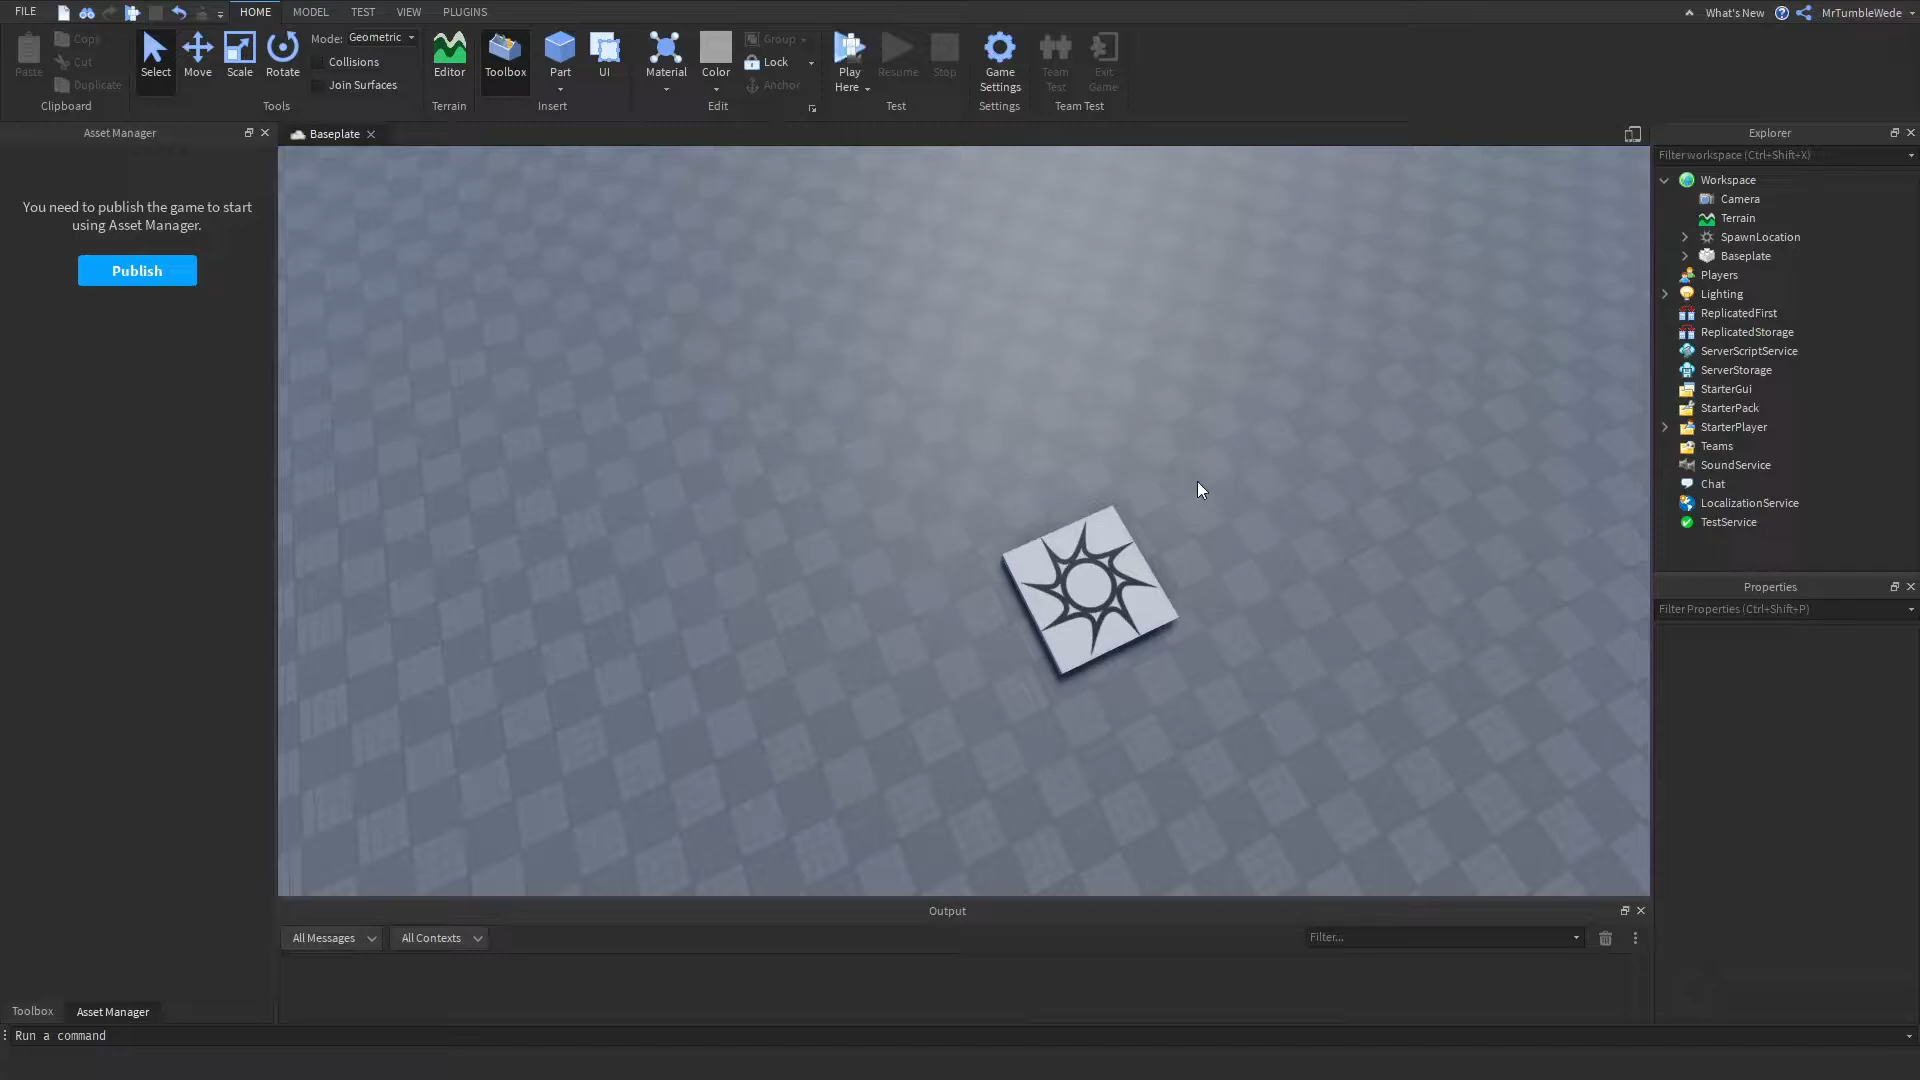 FILE
HOME
MODEL
TEST
VIEW
PLUGINS
What's New
MrTumbleWede
Paste
Copy
Cut
Duplicate
Clipboard
Select
Move
Scale
Rotate
Mode: Geometric
Collisions
Join Surfaces
Tools
Editor
Terrain
Toolbox
Part
UI
Insert
Material
Color
Group
Lock
Anchor
Edit
Play
Here
Resume
Stop
Test
Game
Settings
Settings
Team
Test
Exit
Game
Team Test
Asset Manager
You need to publish the game to start
using Asset Manager.
Publish
Baseplate
Explorer
Filter workspace (Ctrl+Shift+X)
Workspace
Camera
Terrain
SpawnLocation
Baseplate
Players
Lighting
ReplicatedFirst
ReplicatedStorage
ServerScriptService
ServerStorage
StarterGui
StarterPack
StarterPlayer
Teams
SoundService
Chat
LocalizationService
TestService
Properties
Filter Properties (Ctrl+Shift+P)
Output
All Messages
All Contexts
Filter...
Toolbox
Asset Manager
Run a command